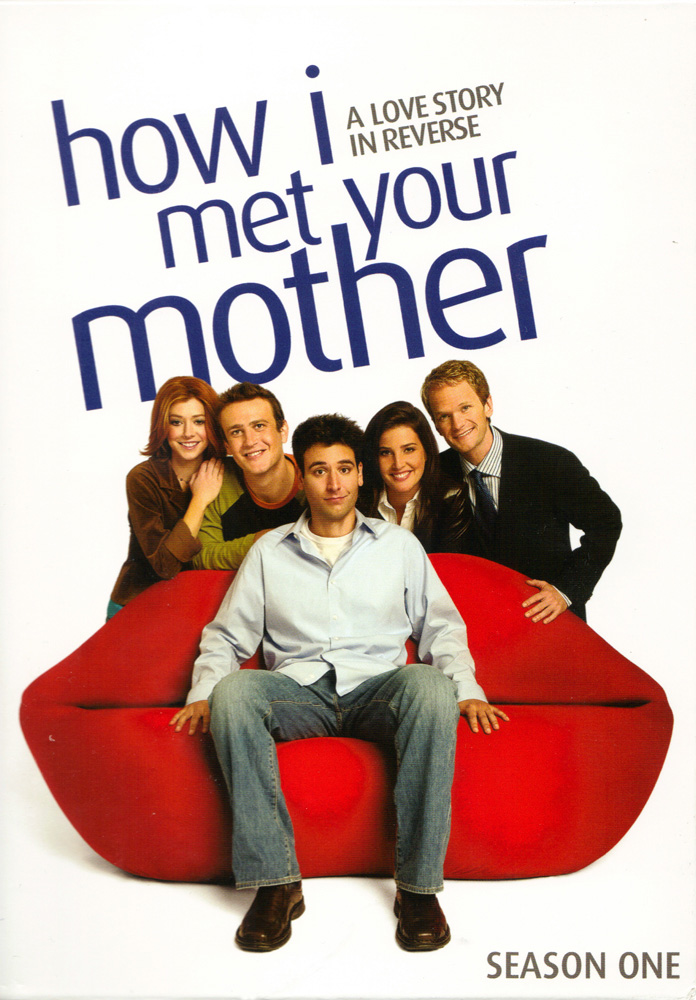 how i
A LOVE STORY
IN REVERSE
met your
mother
SEASON ONE